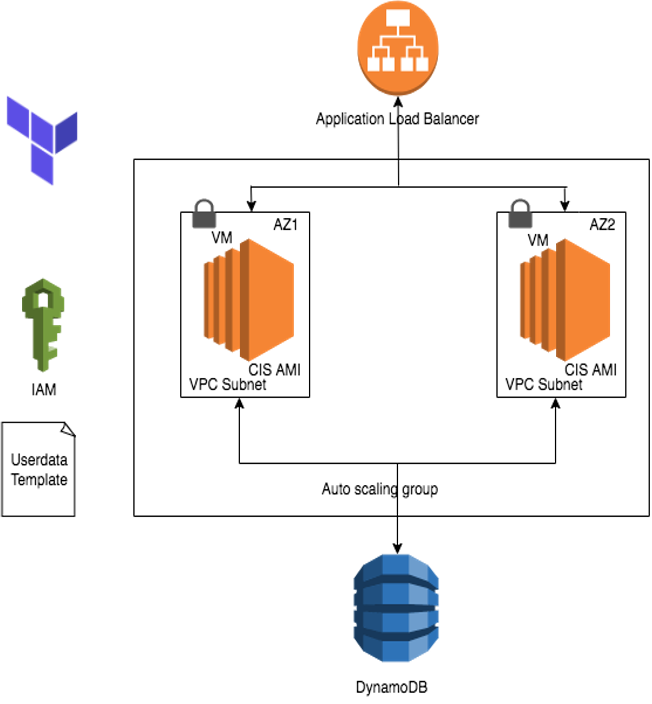 Application Load Balancer
AZ1
VM
CIS AMI
VPC Subnet
AZ2
VM
CIS AMI
VPC Subnet
IAM
Userdata
Template
Auto scaling group
DynamoDB